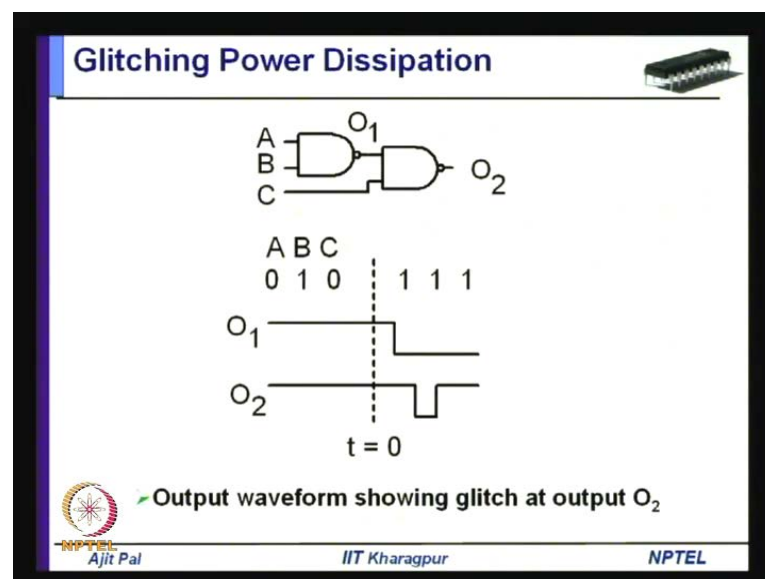 Glitching Power Dissipation
A
B
C
O1
O2
A B C
0 1 0 1 1 1
O1
O2
t = 0
Output waveform showing glitch at output O2
NPTEL
Ajit Pal IIT Kharagpur NPTEL